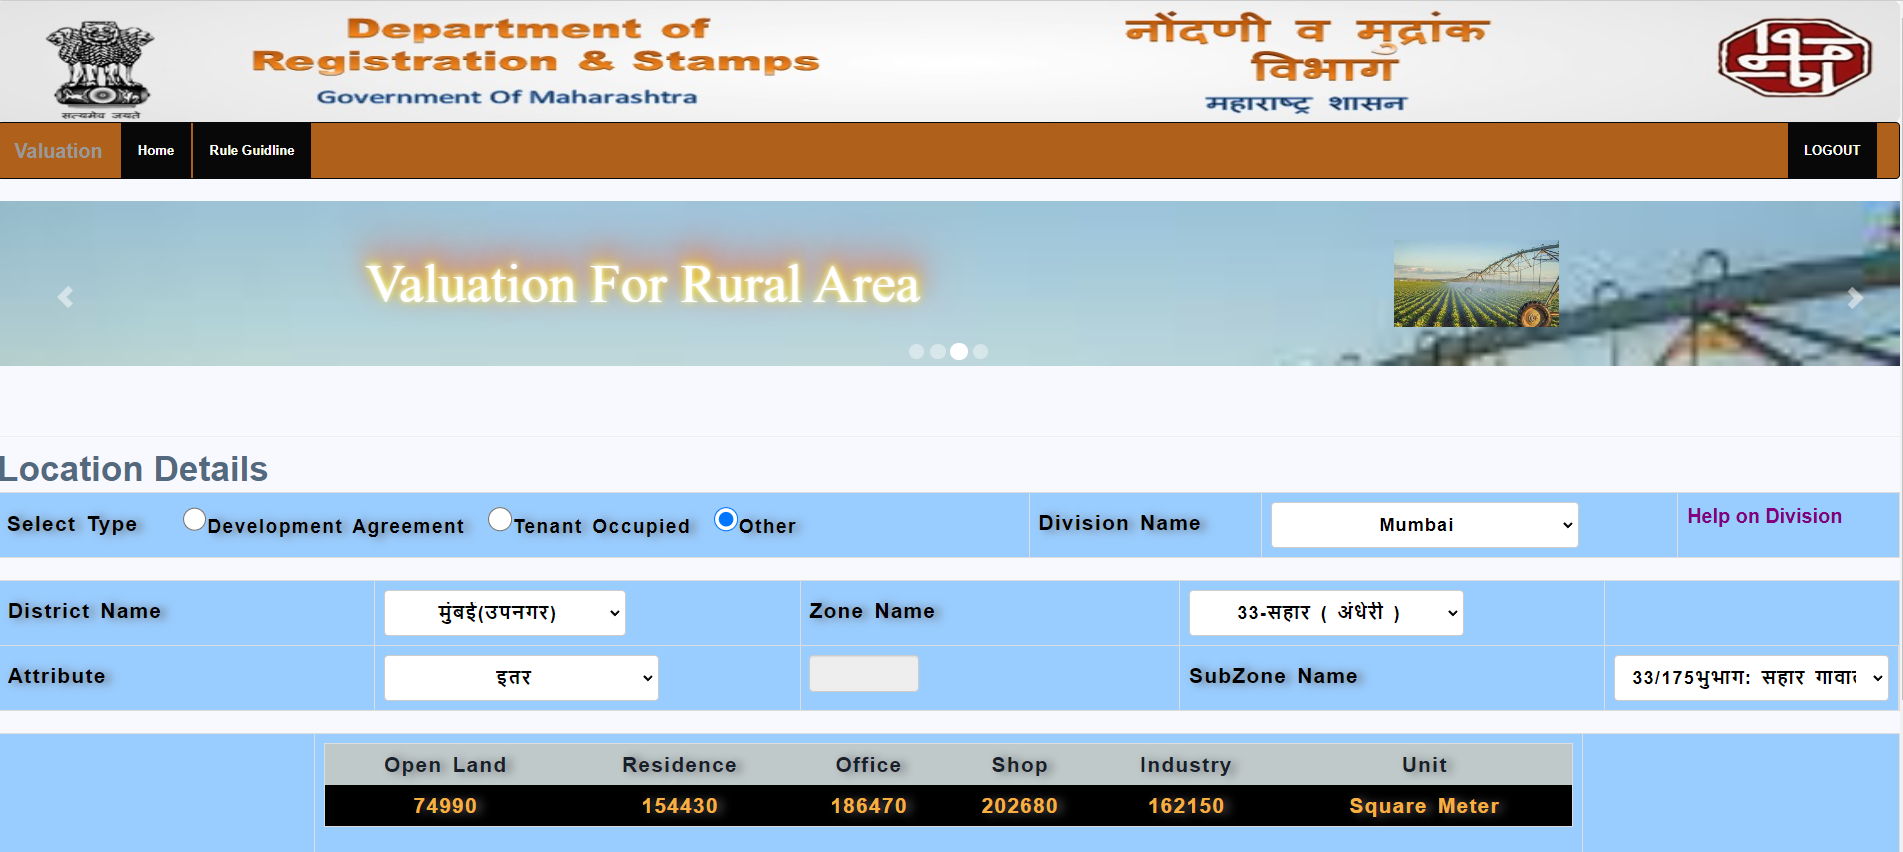 Department of
Registration & Stamps
Government Of Maharashtra
नोंदणी व मुद्रांक
विभाग
महाराष्ट्र शासन
सत्यमेव जयते
Valuation Home Rule Guidline LOGOUT
Valuation For Rural Area
Location Details
Select Type Development Agreement Tenant Occupied Other Division Name Mumbai Help on Division
District Name मुंबई(उपनगर) Zone Name 33-सहार ( अंधेरी )
Attribute इतर SubZone Name 33/175भुभाग: सहार
Open Land Residence Office Shop Industry Unit
74990 154430 186470 202680 162150 Square Meter